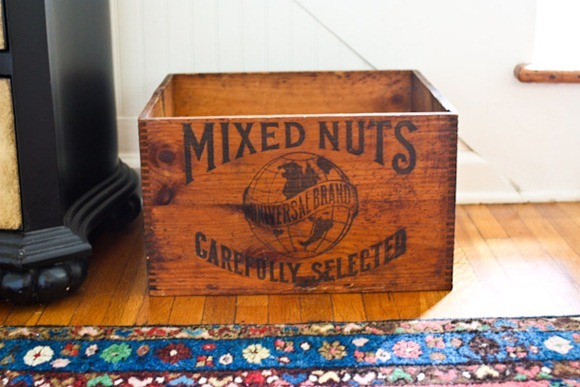 MIXED NUTS
UNIVERSAL BRAND
CAREFULLY SELECTED